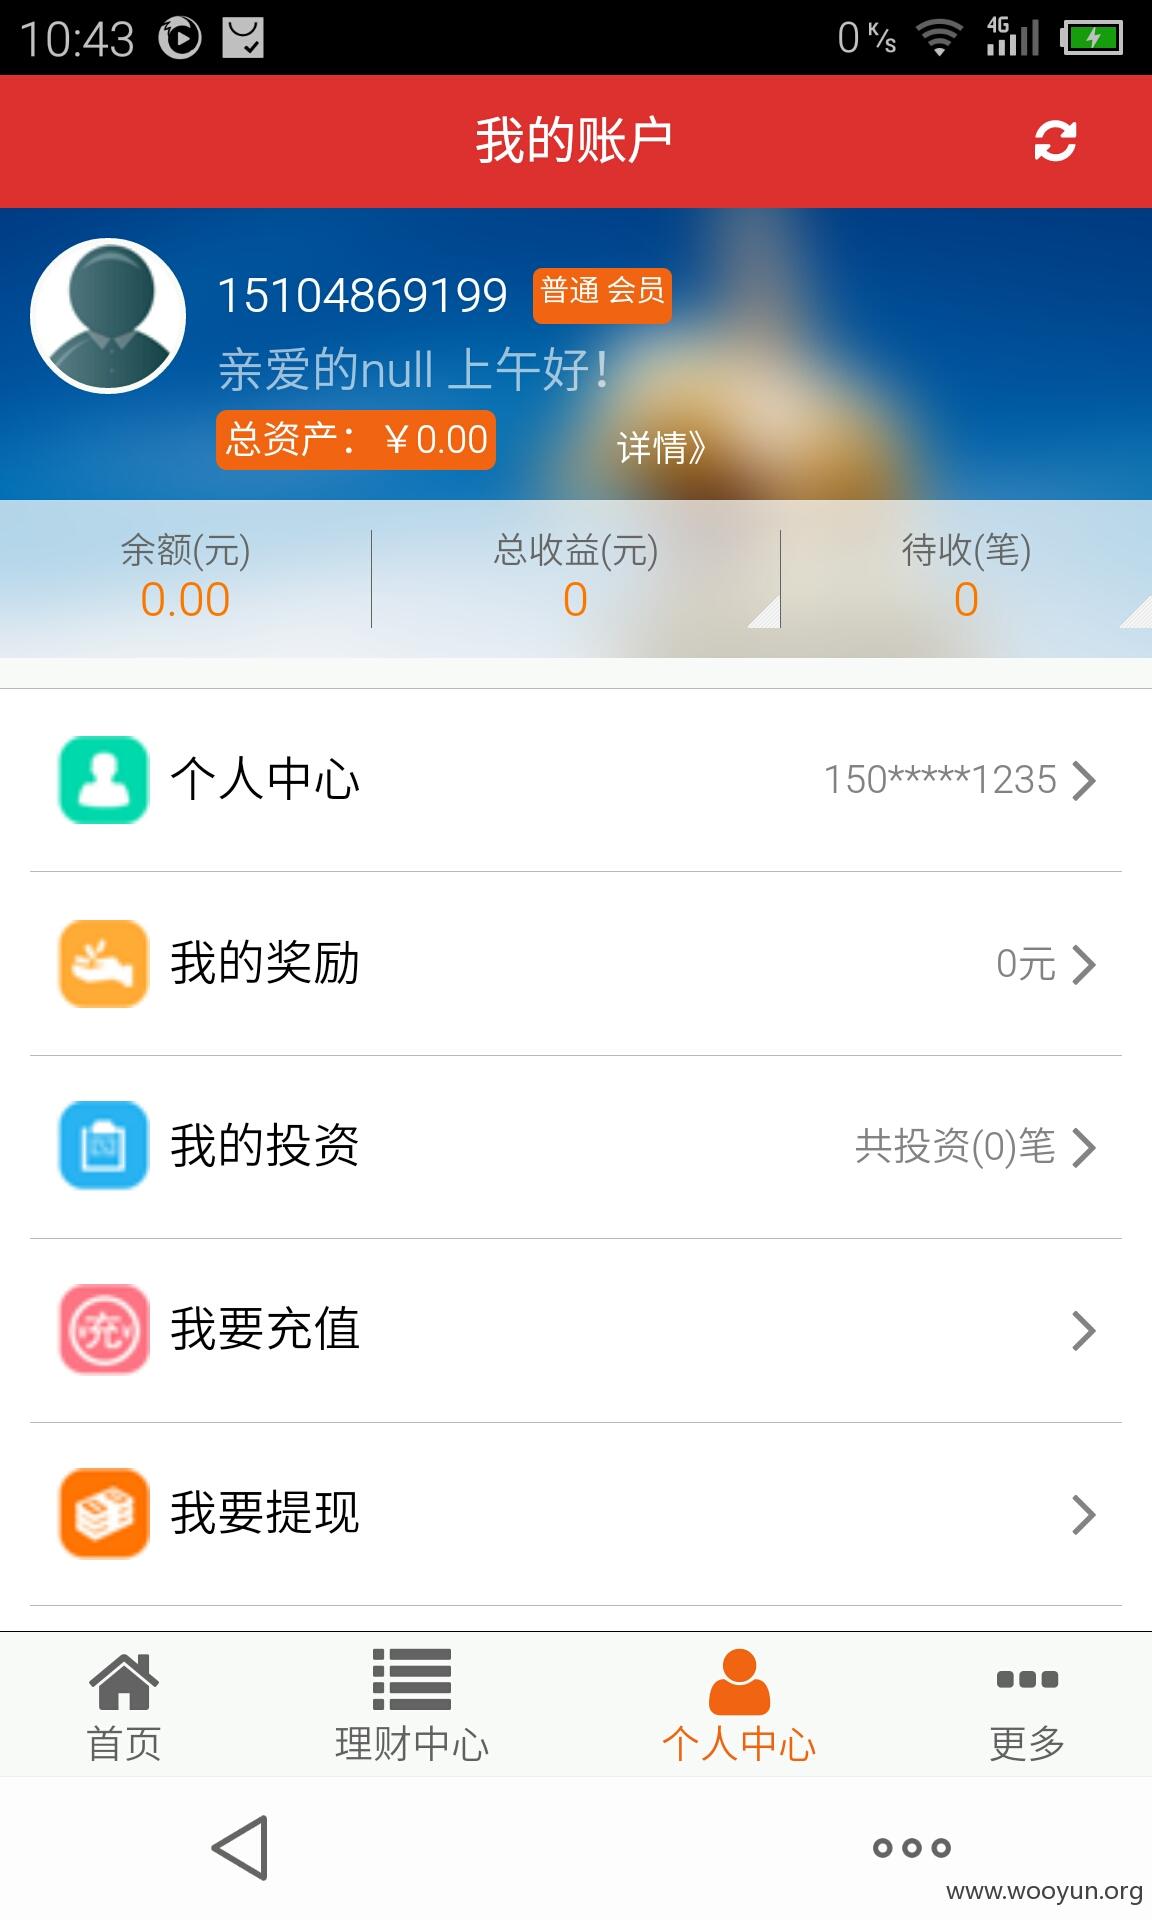 10:43
0 K/s
4G
我的账户
15104869199
普通 会员
亲爱的null 上午好!
总资产：￥0.00
详情》
余额(元)
总收益(元)
待收(笔)
0.00
0
0
个人中心
150*****1235
我的奖励
0元
我的投资
共投资(0)笔
充
我要充值
我要提现
首页
理财中心
个人中心
更多
www.wooyun.org